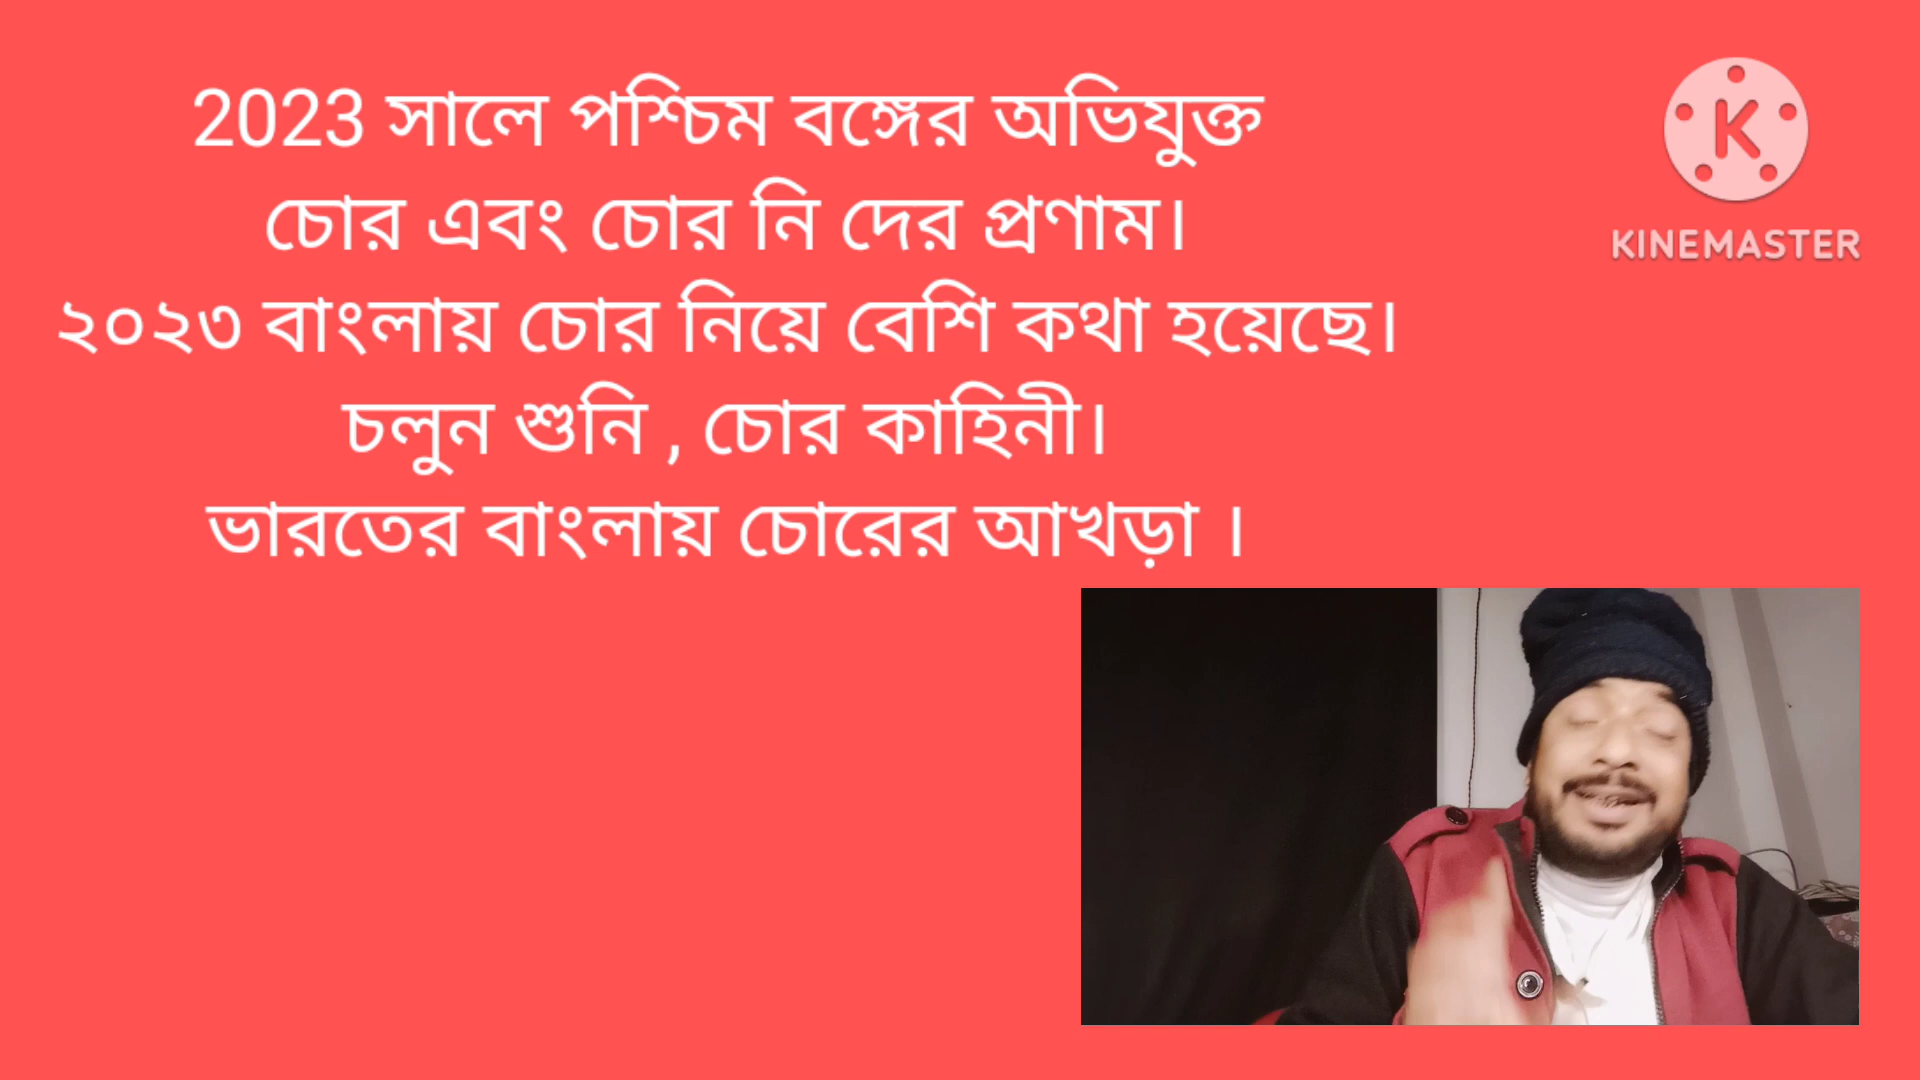 2023 সালে পশ্চিম বঙ্গের অভিযুক্ত
চোর এবং চোর নি দের প্রণাম।
২০২৩ বাংলায় চোর নিয়ে বেশি কথা হয়েছে।
চলুন শুনি , চোর কাহিনী।
ভারতের বাংলায় চোরের আখড়া ।
K
KINEMASTER